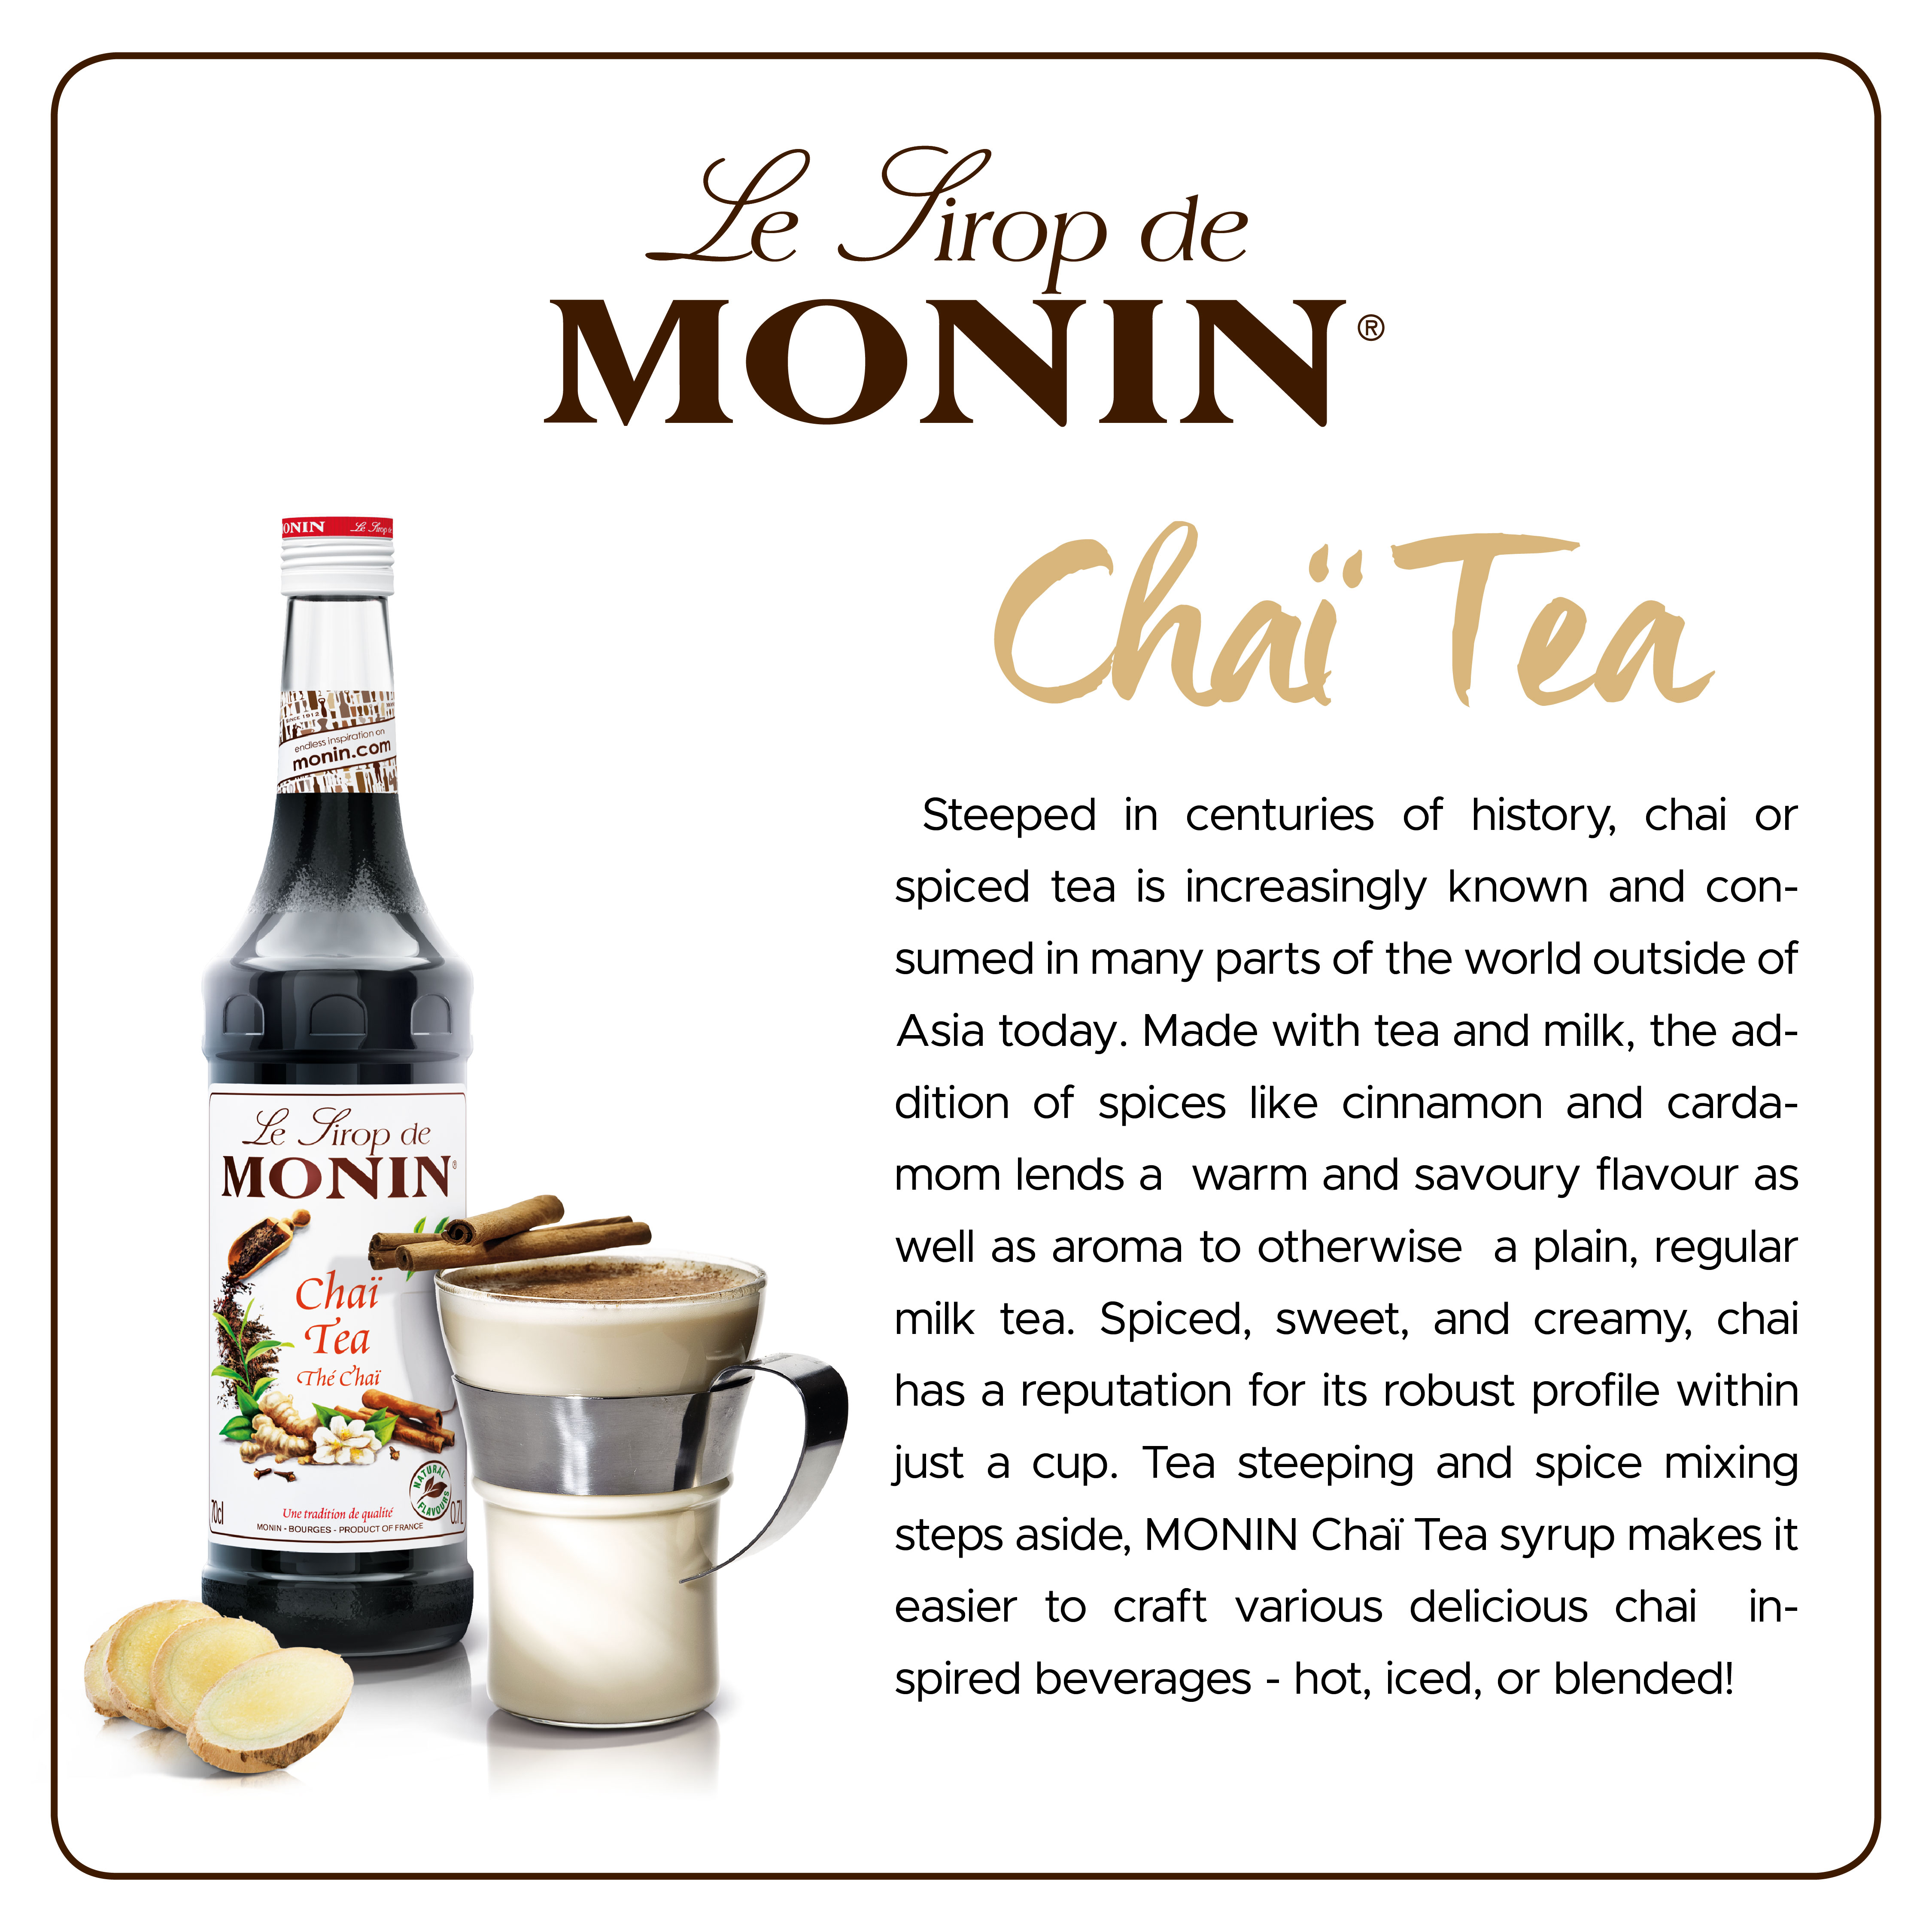 Le Sirop de
MONIN®
Chaï Tea
Steeped in centuries of history, chai or
spiced tea is increasingly known and con-
sumed in many parts of the world outside of
Asia today. Made with tea and milk, the ad-
dition of spices like cinnamon and carda-
mom lends a warm and savoury flavour as
well as aroma to otherwise a plain, regular
milk tea. Spiced, sweet, and creamy, chai
has a reputation for its robust profile within
just a cup. Tea steeping and spice mixing
steps aside, MONIN Chaï Tea syrup makes it
easier to craft various delicious chai in-
spired beverages - hot, iced, or blended!
ONIN Le Sirop de
SINCE 1912
endless inspiration on
monin.com
Le Sirop de
MONIN®
Chaï
Tea
Thé Chaï
NATURAL
FLAVOURS
70cl
Une tradition de qualité
0.7L
MONIN - BOURGES - PRODUCT OF FRANCE